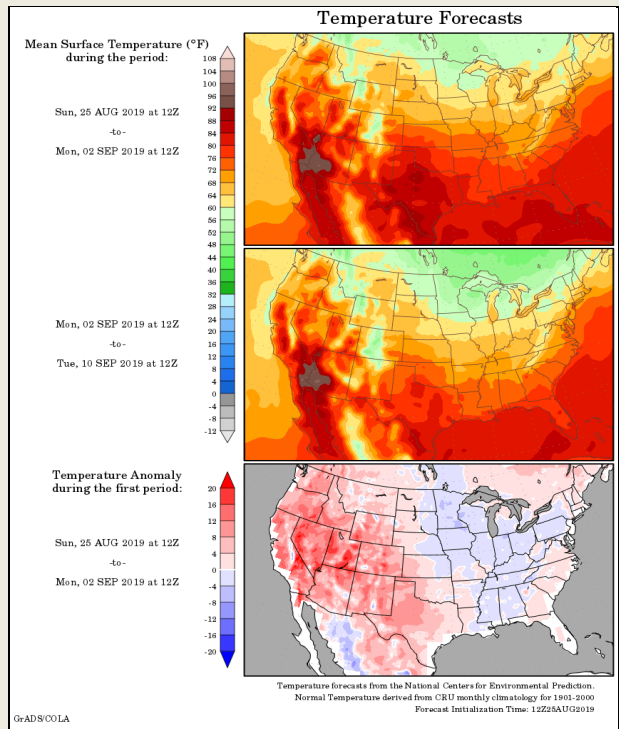 Temperature Forecasts
Mean Surface Temperature (°F)
during the period:
108
104
100
96
92
88
84
80
76
72
68
64
60
56
52
48
44
40
36
32
28
24
20
16
12
8
4
0
-4
-8
-12
Sun, 25 AUG 2019 at 12Z
-to-
Mon, 02 SEP 2019 at 12Z
Mon, 02 SEP 2019 at 12Z
-to-
Tue, 10 SEP 2019 at 12Z
Temperature Anomaly
during the first period:
20
16
12
8
4
0
-4
-8
-12
-16
-20
Sun, 25 AUG 2019 at 12Z
-to-
Mon, 02 SEP 2019 at 12Z
Temperature forecasts from the National Centers for Environmental Prediction.
Normal Temperature derived from CRU monthly climatology for 1901-2000
Forecast Initialization Time: 12Z25AUG2019
GrADS/COLA